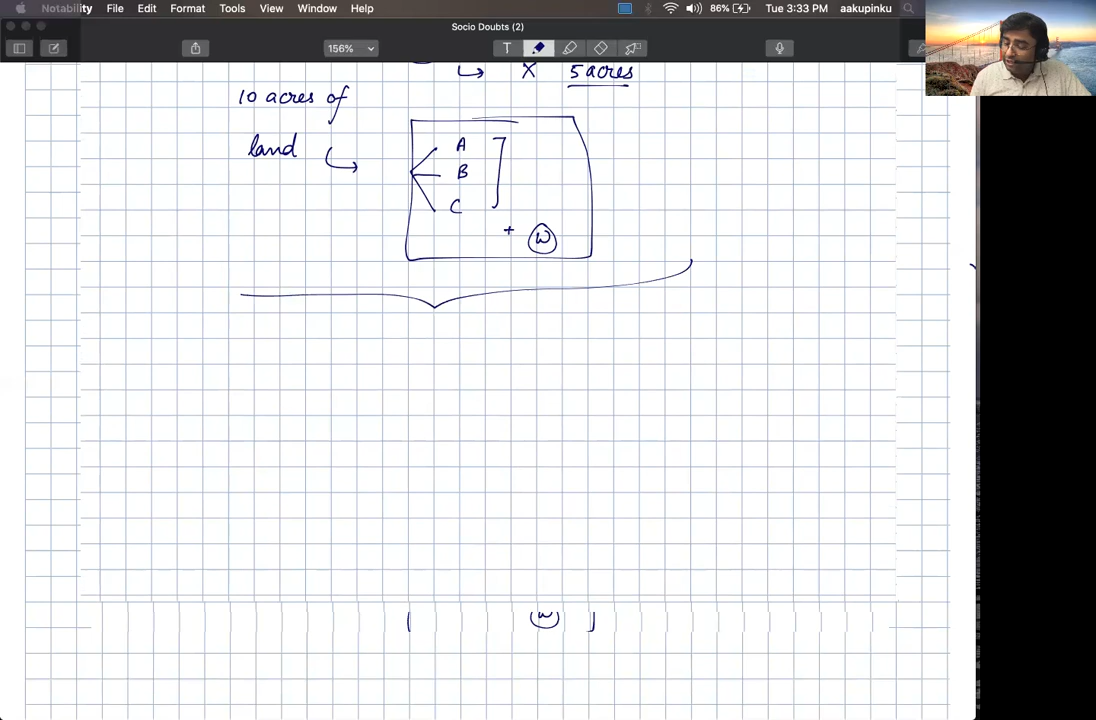 Notability File Edit Format Tools View Window Help 86% Tue 3:33 PM aakupinku
Socio Doubts (2)
156% T
↳ X 5 acres
10 acres of
land ↳
A
B
C
+ W
W